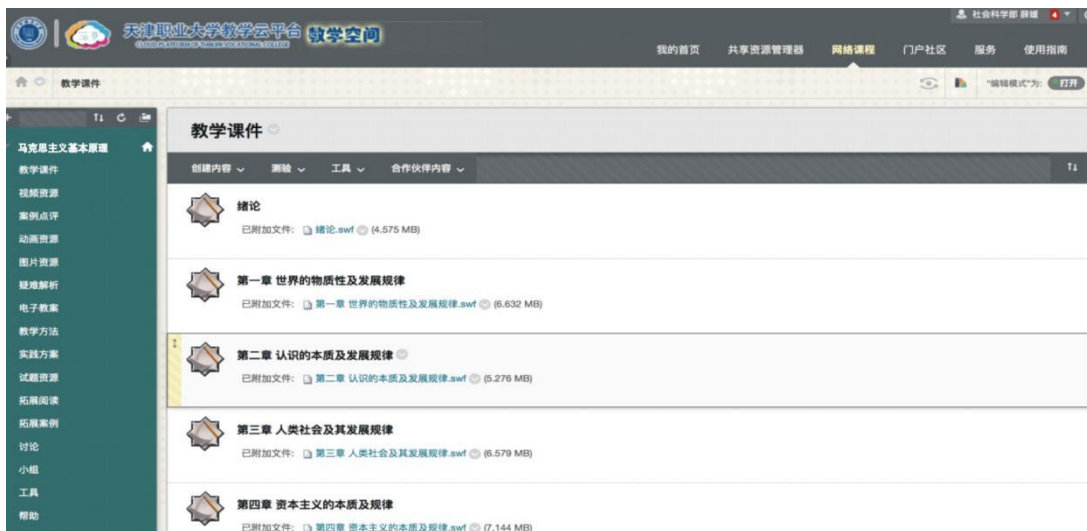 社会科学部 薛媛 4
天津职业大学教学云平台 教学空间
CLOUD PLATFORM OF TIANJIN VOCATIONAL COLLEGE
我的首页 共享资源管理器 网络课程 门户社区 服务 使用指南
教学课件
"编辑模式"为: 打开
马克思主义基本原理
教学课件
视频资源
案例点评
动画资源
图片资源
疑难解析
电子教案
教学方法
实践方案
试题资源
拓展阅读
拓展案例
讨论
小组
工具
帮助
教学课件
创建内容 测验 工具 合作伙伴内容
绪论
已附加文件: 绪论.swf (4.575 MB)
第一章 世界的物质性及发展规律
已附加文件: 第一章 世界的物质性及发展规律.swf (6.632 MB)
第二章 认识的本质及发展规律
已附加文件: 第二章 认识的本质及发展规律.swf (5.276 MB)
第三章 人类社会及其发展规律
已附加文件: 第三章 人类社会及其发展规律.swf (6.579 MB)
第四章 资本主义的本质及规律
已附加文件: 第四章 资本主义的本质及规律.swf (7.144 MB)